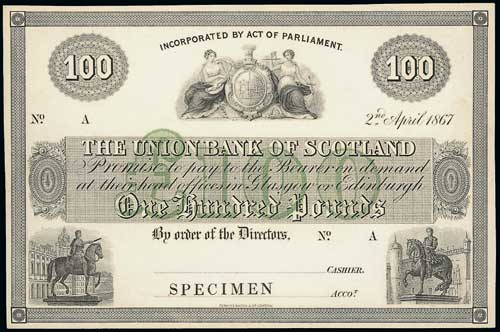 INCORPORATED BY ACT OF PARLIAMENT.
100 100
No A 2nd April 1867
THE UNION BANK OF SCOTLAND
Promise to pay to the Bearer on demand
at their head offices in Glasgow or Edinburgh
One Hundred Pounds
By order of the Directors, No A
CASHIER.
SPECIMEN ACCOT